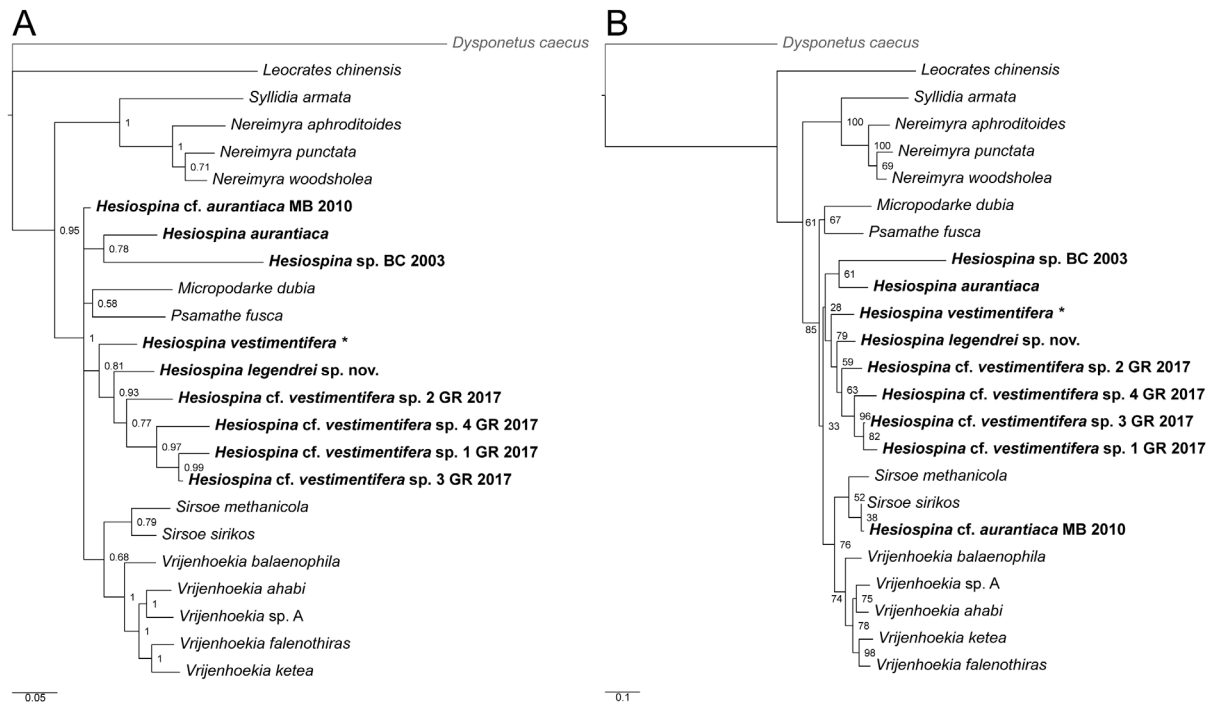 A
Dysponetus caecus
Leocrates chinensis
Syllidia armata
1
Nereimyra aphroditoides
1
Nereimyra punctata
0.71
Nereimyra woodsholea
Hesiospina cf. aurantiaca MB 2010
0.95
Hesiospina aurantiaca
0.78
Hesiospina sp. BC 2003
Micropodarke dubia
0.58
Psamathe fusca
1
Hesiospina vestimentifera *
0.81
Hesiospina legendrei sp. nov.
0.93
Hesiospina cf. vestimentifera sp. 2 GR 2017
0.77
Hesiospina cf. vestimentifera sp. 4 GR 2017
0.97
Hesiospina cf. vestimentifera sp. 1 GR 2017
0.99
Hesiospina cf. vestimentifera sp. 3 GR 2017
Sirsoe methanicola
0.79
Sirsoe sirikos
0.68
Vrijenhoekia balaenophila
1
Vrijenhoekia ahabi
1
Vrijenhoekia sp. A
1
Vrijenhoekia falenothiras
1
Vrijenhoekia ketea
0.05
B
Dysponetus caecus
Leocrates chinensis
Syllidia armata
100
Nereimyra aphroditoides
100
Nereimyra punctata
69
Nereimyra woodsholea
Micropodarke dubia
61
67
Psamathe fusca
Hesiospina sp. BC 2003
61
Hesiospina aurantiaca
28
Hesiospina vestimentifera *
85
79
Hesiospina legendrei sp. nov.
59
Hesiospina cf. vestimentifera sp. 2 GR 2017
63
Hesiospina cf. vestimentifera sp. 4 GR 2017
96
Hesiospina cf. vestimentifera sp. 3 GR 2017
33
82
Hesiospina cf. vestimentifera sp. 1 GR 2017
Sirsoe methanicola
52
Sirsoe sirikos
38
Hesiospina cf. aurantiaca MB 2010
76
Vrijenhoekia balaenophila
Vrijenhoekia sp. A
74
75
Vrijenhoekia ahabi
78
Vrijenhoekia ketea
98
Vrijenhoekia falenothiras
0.1